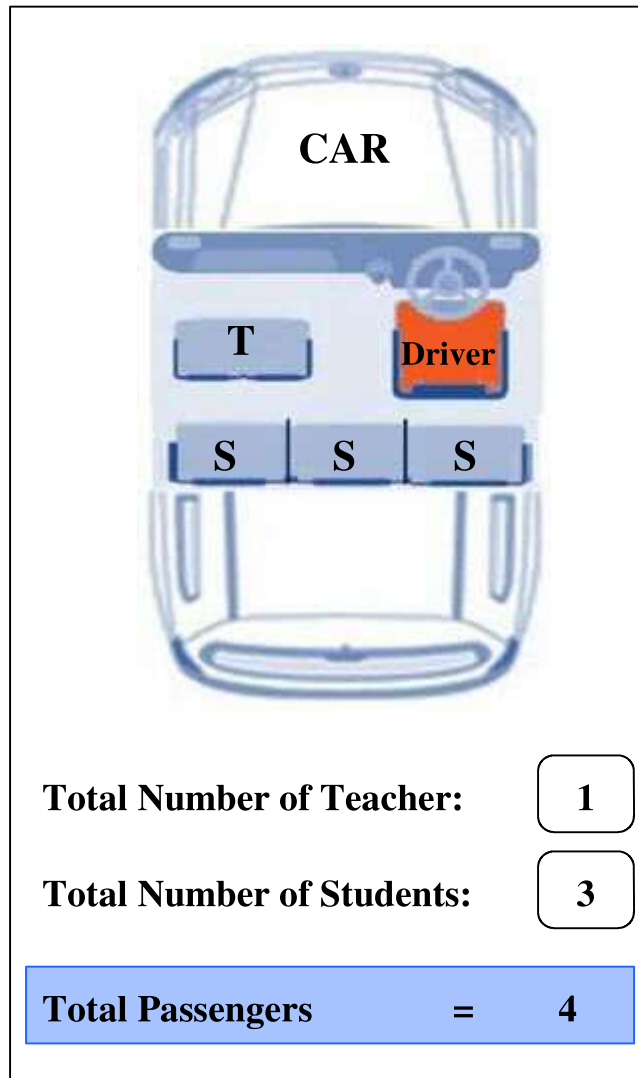 CAR
T
Driver
S S S
Total Number of Teacher: 1
Total Number of Students: 3
Total Passengers = 4